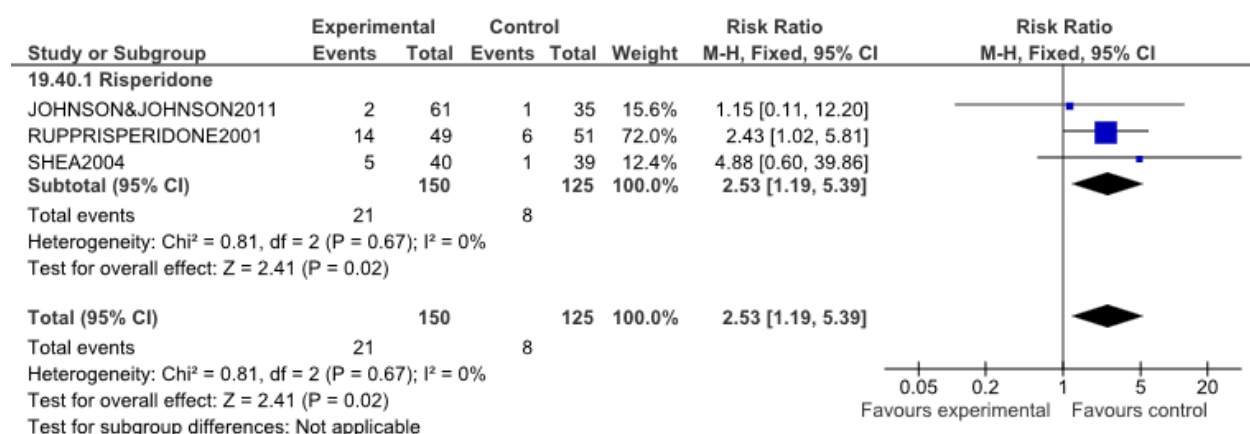 Experimental Control Risk Ratio Risk Ratio
Study or Subgroup Events Total Events Total Weight M-H, Fixed, 95% CI M-H, Fixed, 95% CI
19.40.1 Risperidone
JOHNSON&JOHNSON2011 2 61 1 35 15.6% 1.15 [0.11, 12.20]
RUPPRISPERIDONE2001 14 49 6 51 72.0% 2.43 [1.02, 5.81]
SHEA2004 5 40 1 39 12.4% 4.88 [0.60, 39.86]
Subtotal (95% CI) 150 125 100.0% 2.53 [1.19, 5.39]
Total events 21 8
Heterogeneity: Chi² = 0.81, df = 2 (P = 0.67); I² = 0%
Test for overall effect: Z = 2.41 (P = 0.02)
Total (95% CI) 150 125 100.0% 2.53 [1.19, 5.39]
Total events 21 8
Heterogeneity: Chi² = 0.81, df = 2 (P = 0.67); I² = 0%
Test for overall effect: Z = 2.41 (P = 0.02)
Test for subgroup differences: Not applicable
0.05 0.2 1 5 20
Favours experimental Favours control